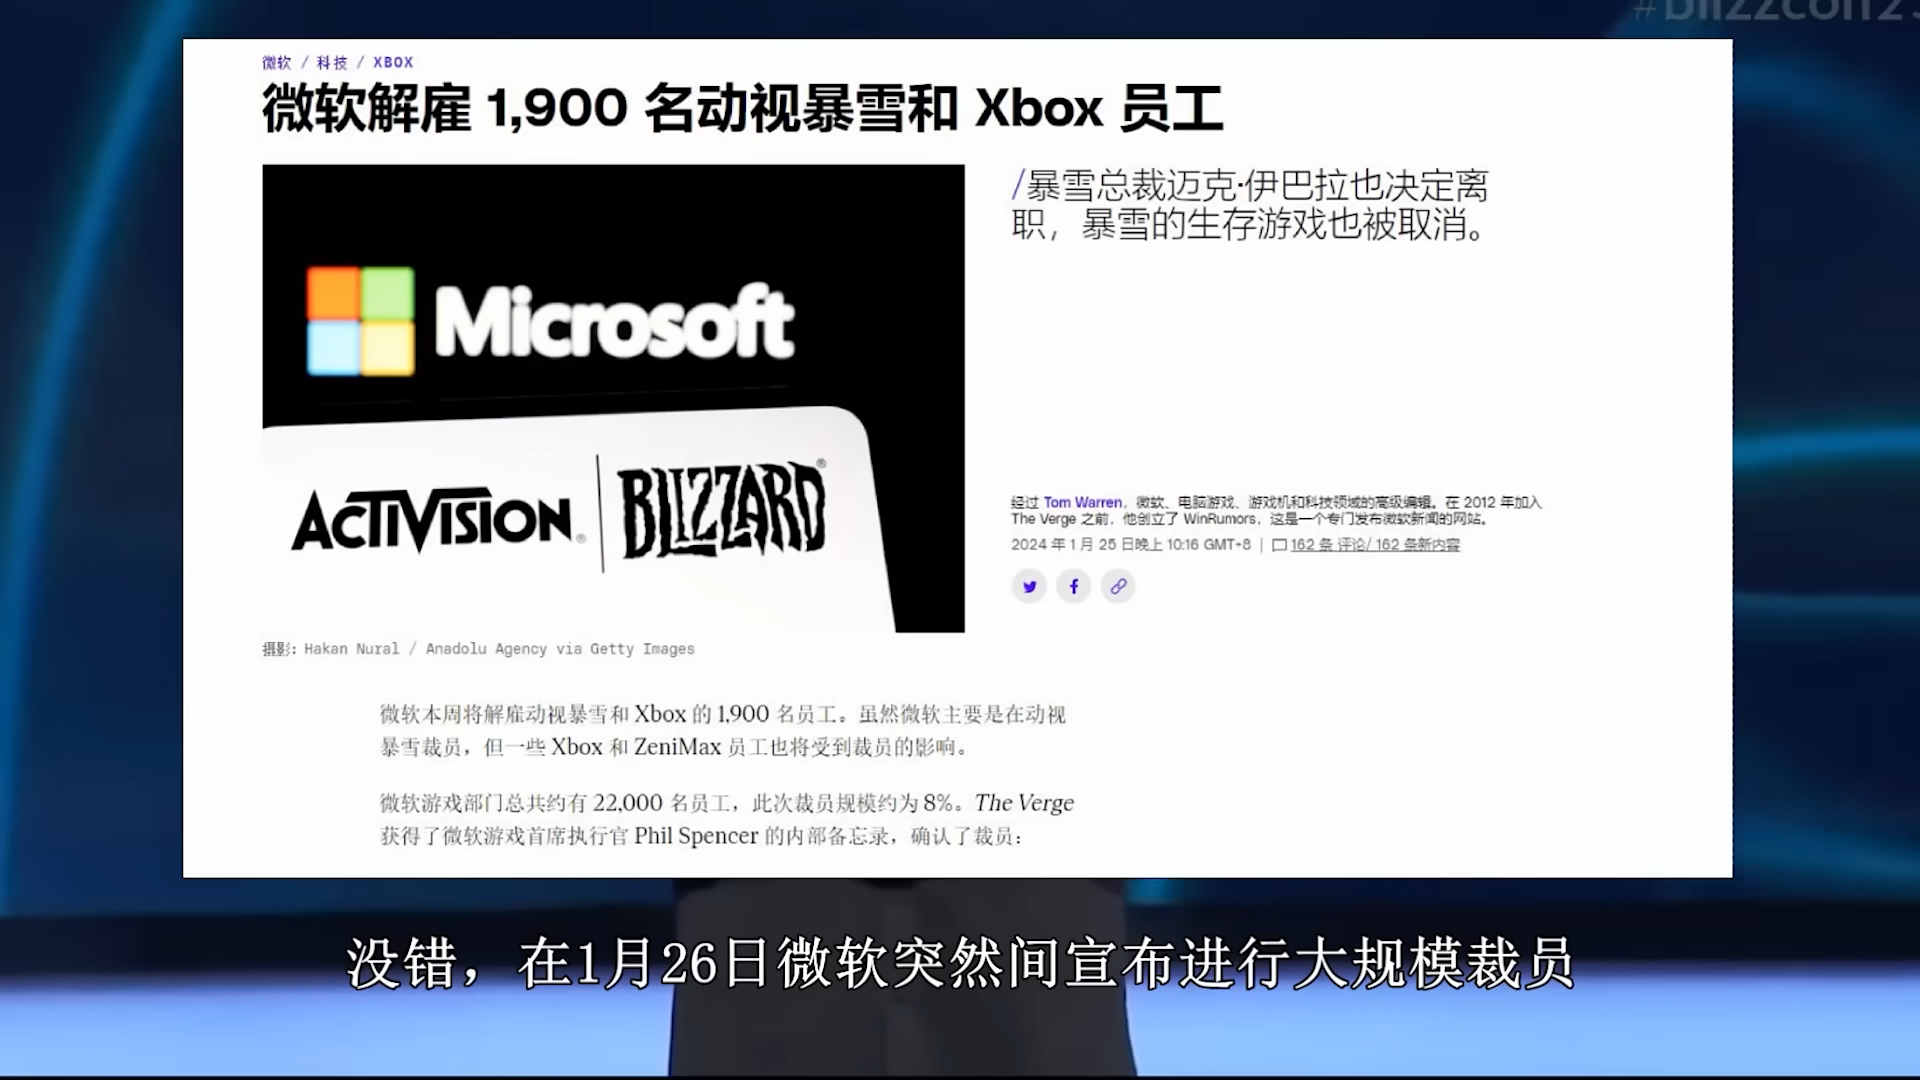 #blizzcon23
微软 / 科技 / XBOX
微软解雇 1,900 名动视暴雪和 Xbox 员工
/暴雪总裁迈克·伊巴拉也决定离
职，暴雪的生存游戏也被取消。
Microsoft
ACTIVISION® | BLIZZARD®
经过 Tom Warren，微软、电脑游戏、游戏机和科技领域的高级编辑。在 2012 年加入
The Verge 之前，他创立了 WinRumors，这是一个专门发布微软新闻的网站。
2024 年 1 月 25 日晚上 10:16 GMT+8 | 162 条 评论/ 162 条新内容
摄影：Hakan Nural / Anadolu Agency via Getty Images
微软本周将解雇动视暴雪和 Xbox 的 1,900 名员工。虽然微软主要是在动视
暴雪裁员，但一些 Xbox 和 ZeniMax 员工也将受到裁员的影响。
微软游戏部门总共约有 22,000 名员工，此次裁员规模约为 8%。The Verge
获得了微软游戏首席执行官 Phil Spencer 的内部备忘录，确认了裁员：
没错，在1月26日微软突然间宣布进行大规模裁员